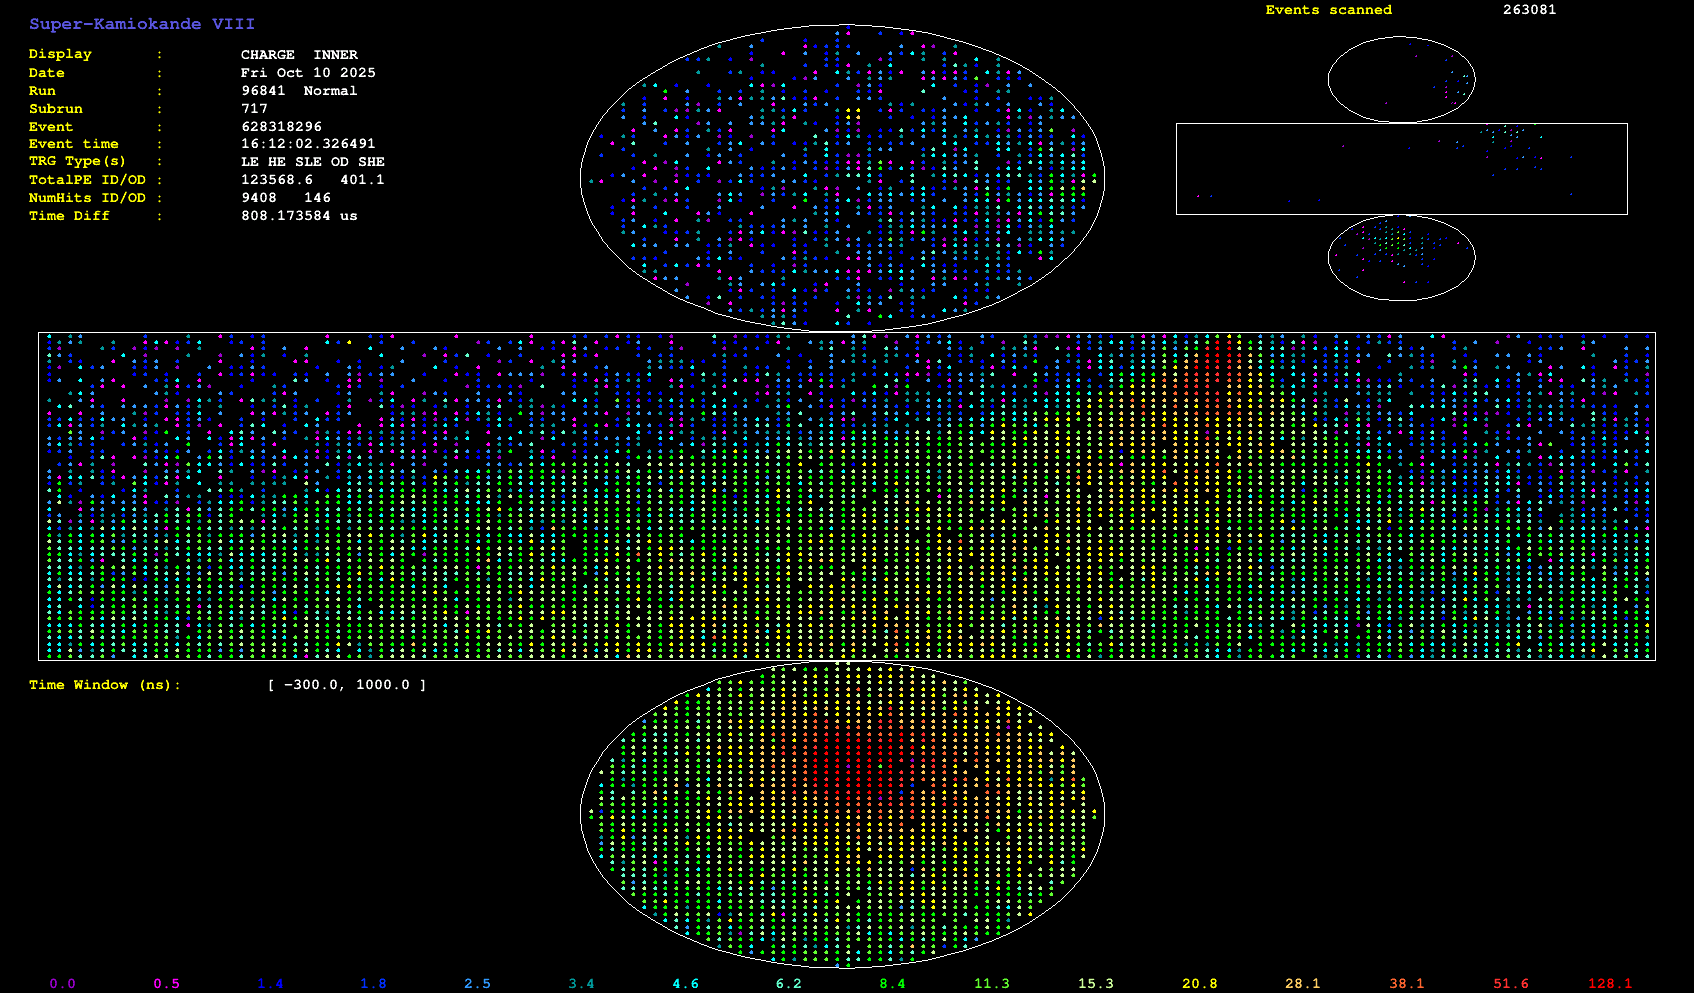 Super-Kamiokande VIII
Events scanned 263081
Display : CHARGE INNER
Date : Fri Oct 10 2025
Run : 96841 Normal
Subrun : 717
Event : 628318296
Event time : 16:12:02.326491
TRG Type(s) : LE HE SLE OD SHE
TotalPE ID/OD : 123568.6 401.1
NumHits ID/OD : 9408 146
Time Diff : 808.173584 us
Time Window (ns): [ -300.0, 1000.0 ]
0.0 0.5 1.4 1.8 2.5 3.4 4.6 6.2 8.4 11.3 15.3 20.8 28.1 38.1 51.6 128.1